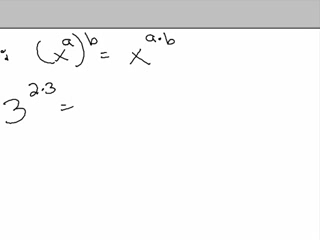 (x^a)^b = x^{a·b}
3^{2·3} =